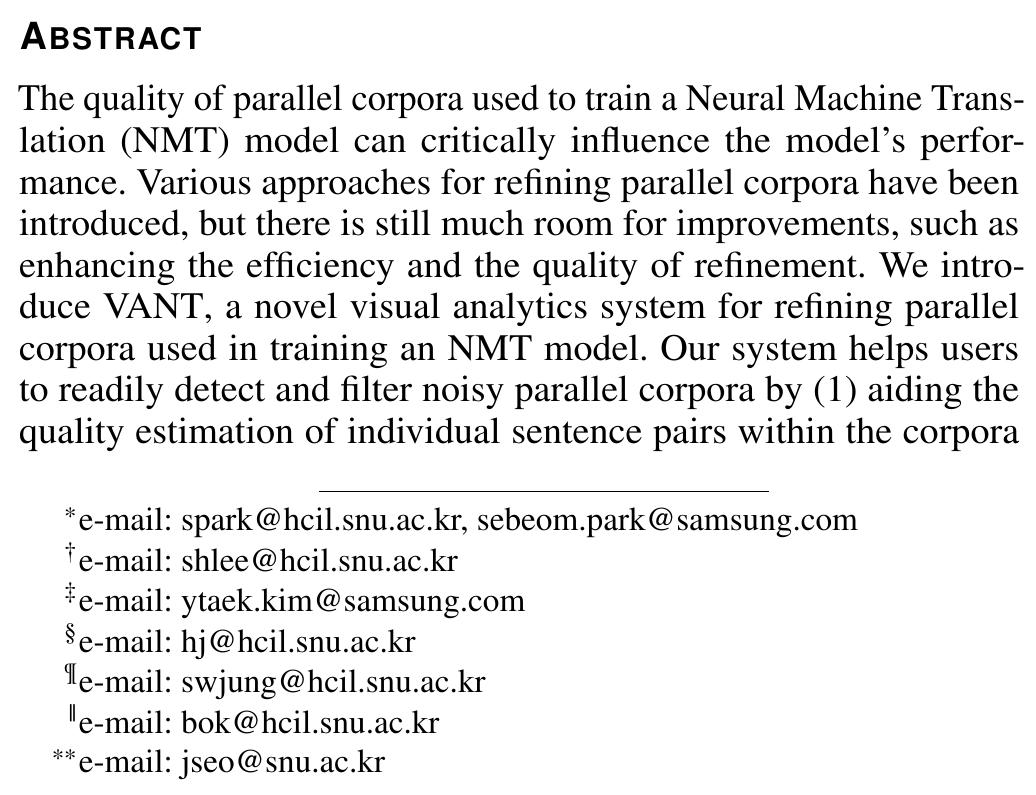 ABSTRACT
The quality of parallel corpora used to train a Neural Machine Trans-
lation (NMT) model can critically influence the model's perfor-
mance. Various approaches for refining parallel corpora have been
introduced, but there is still much room for improvements, such as
enhancing the efficiency and the quality of refinement. We intro-
duce VANT, a novel visual analytics system for refining parallel
corpora used in training an NMT model. Our system helps users
to readily detect and filter noisy parallel corpora by (1) aiding the
quality estimation of individual sentence pairs within the corpora
*e-mail: spark@hcil.snu.ac.kr, sebeom.park@samsung.com
†e-mail: shlee@hcil.snu.ac.kr
‡e-mail: ytaek.kim@samsung.com
§e-mail: hj@hcil.snu.ac.kr
¶e-mail: swjung@hcil.snu.ac.kr
‖e-mail: bok@hcil.snu.ac.kr
**e-mail: jseo@snu.ac.kr